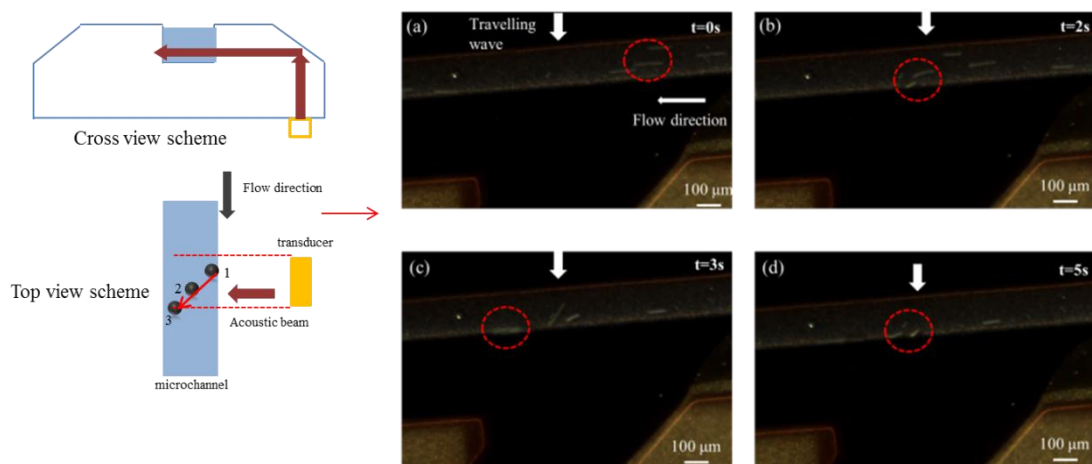 Cross view scheme
Flow direction
transducer
1
2
3
Top view scheme
Acoustic beam
microchannel
(a)
Travelling
wave
t=0s
Flow direction
100 μm
(b)
t=2s
100 μm
(c)
t=3s
100 μm
(d)
t=5s
100 μm